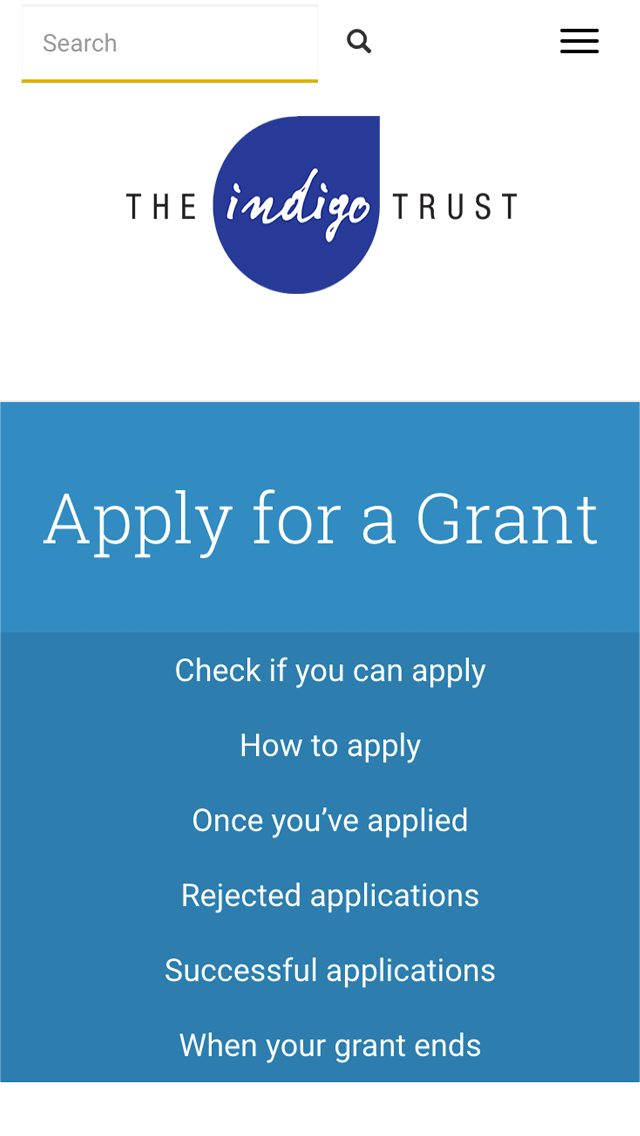 Search
THE indigo TRUST
Apply for a Grant
Check if you can apply
How to apply
Once you’ve applied
Rejected applications
Successful applications
When your grant ends